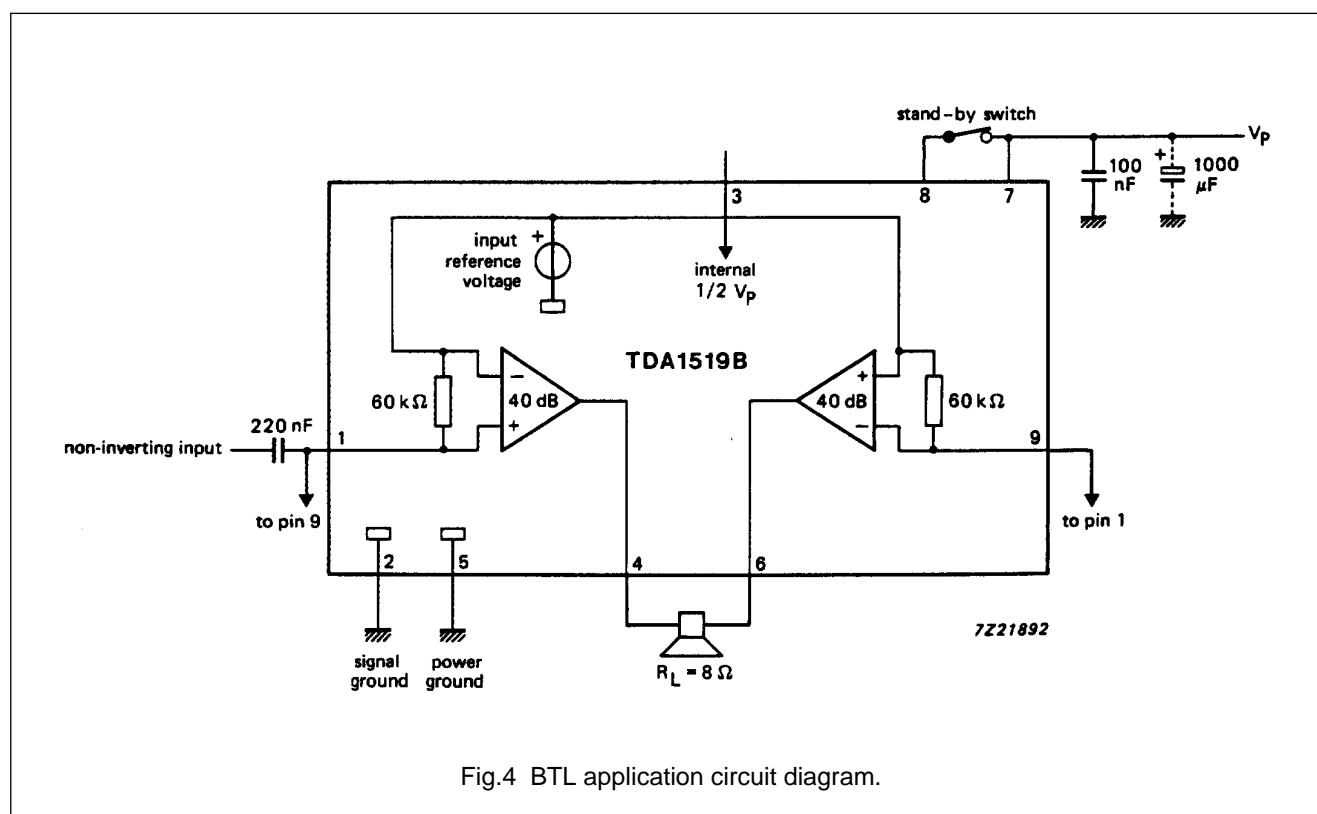 stand-by switch
Vp
100 nF
+
1000 µF
8
7
3
input reference voltage
+
internal 1/2 Vp
TDA1519B
−
+
60 kΩ
40 dB
+
−
40 dB
60 kΩ
220 nF
non-inverting input
1
9
to pin 9
to pin 1
2
5
4
6
7Z21892
signal ground
power ground
RL = 8 Ω
Fig.4 BTL application circuit diagram.